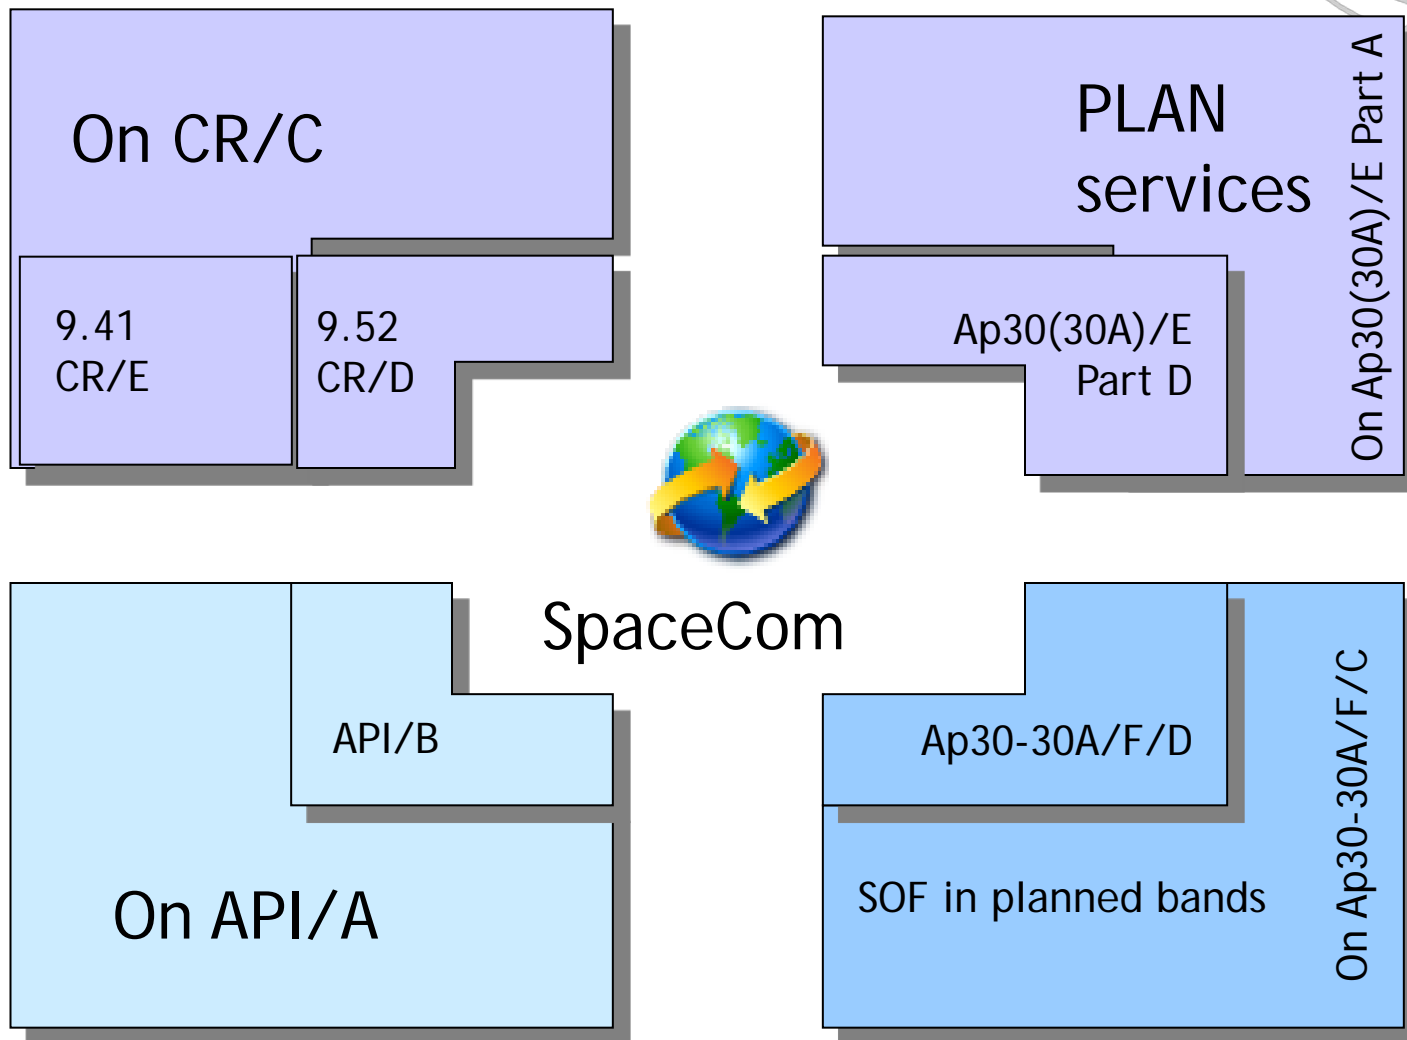 On CR/C
9.41
CR/E
9.52
CR/D
PLAN
services
On Ap30(30A)/E Part A
Ap30(30A)/E
Part D
SpaceCom
API/B
On API/A
Ap30-30A/F/D
SOF in planned bands
On Ap30-30A/F/C